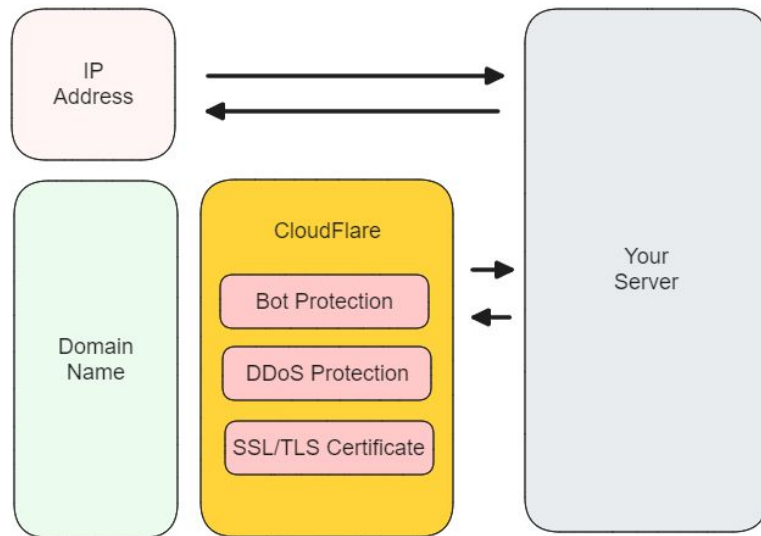 IP
Address
CloudFlare
Bot Protection
DDoS Protection
SSL/TLS Certificate
Domain
Name
Your
Server